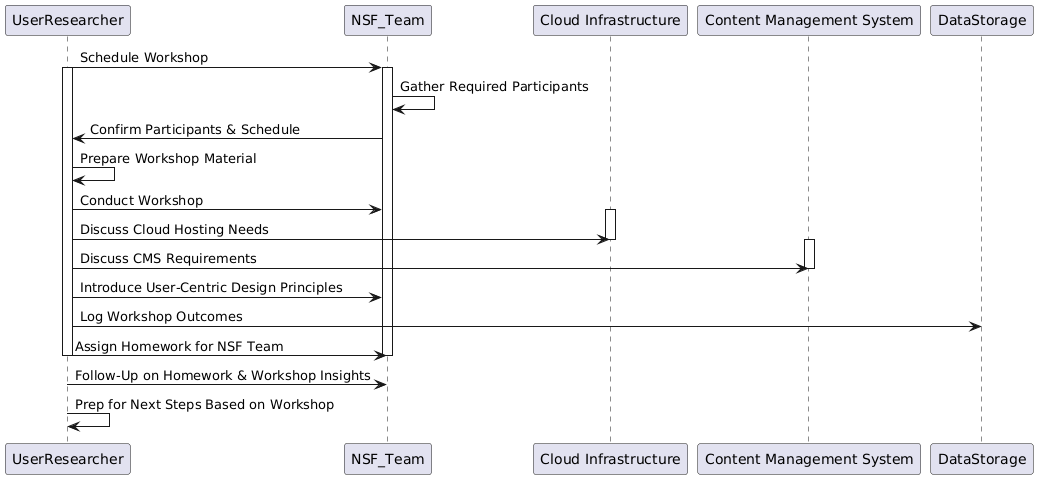 UserResearcher
NSF_Team
Cloud Infrastructure
Content Management System
DataStorage
Schedule Workshop
Gather Required Participants
Confirm Participants & Schedule
Prepare Workshop Material
Conduct Workshop
Discuss Cloud Hosting Needs
Discuss CMS Requirements
Introduce User-Centric Design Principles
Log Workshop Outcomes
Assign Homework for NSF Team
Follow-Up on Homework & Workshop Insights
Prep for Next Steps Based on Workshop
UserResearcher
NSF_Team
Cloud Infrastructure
Content Management System
DataStorage